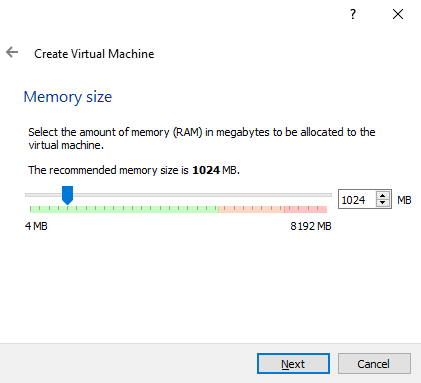 ?
Create Virtual Machine
Memory size
Select the amount of memory (RAM) in megabytes to be allocated to the
virtual machine.
The recommended memory size is 1024 MB.
1024 MB
4 MB 8192 MB
Next Cancel